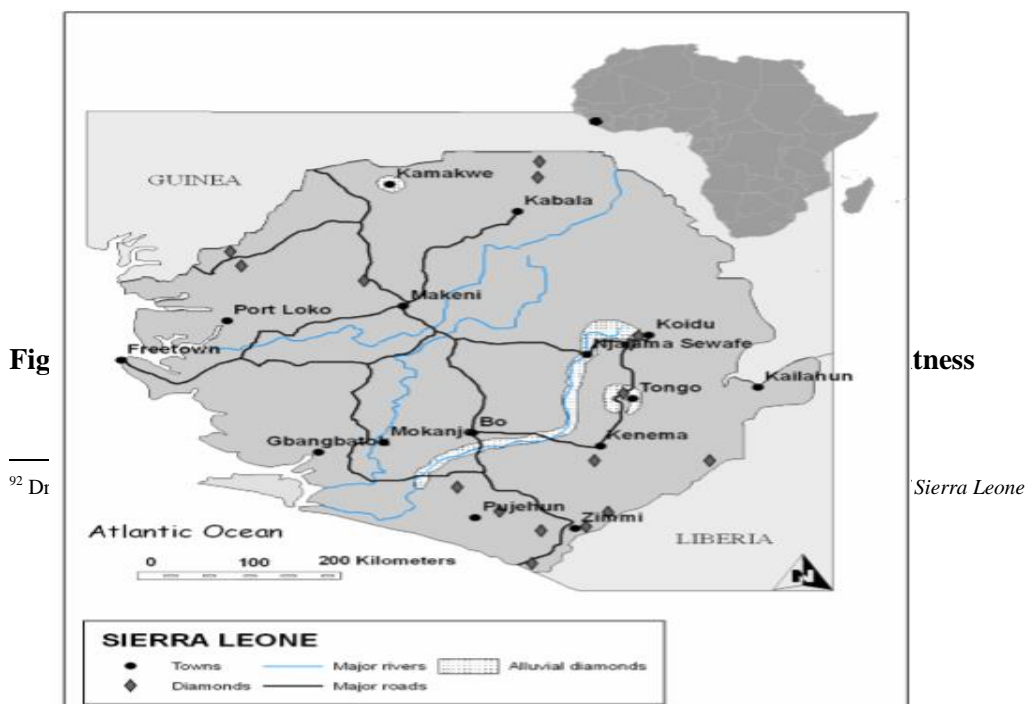 GUINEA
Kamakwe
Kabala
Makeni
Port Loko
Koidu
Njaiama Sewafe
Freetown
Fig
tness
Kailahun
Tongo
Bo
Mokanj
Gbangbato
Kenema
92 Dr
Sierra Leone
Pujehun
Zimmi
Atlantic Ocean
LIBERIA
0 100 200 Kilometers
N
SIERRA LEONE
Towns Major rivers Alluvial diamonds
Diamonds Major roads